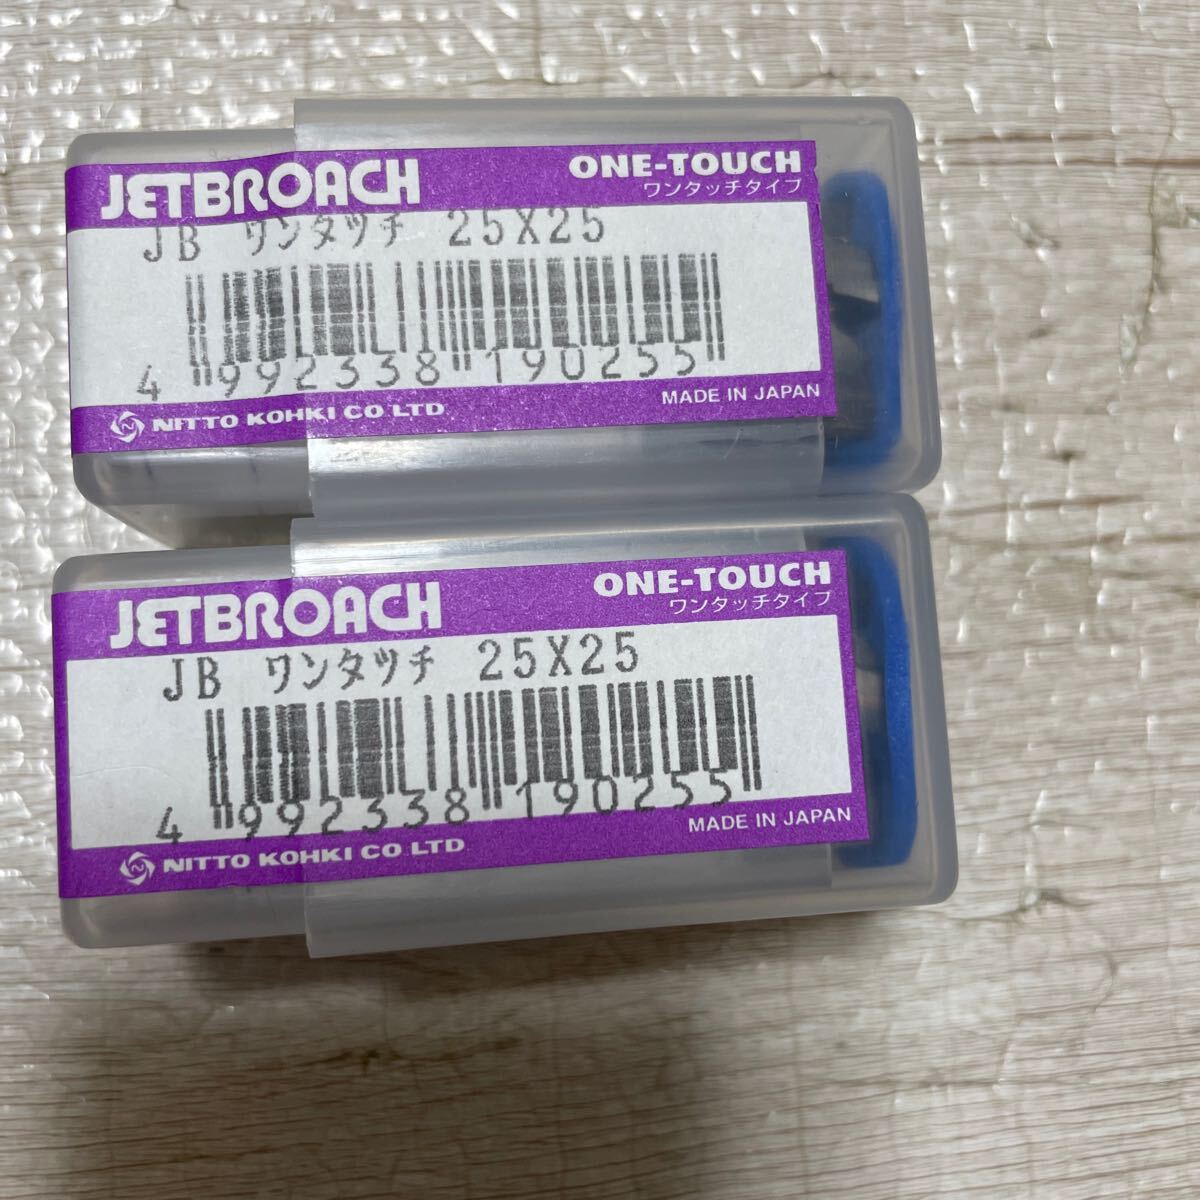 JETBROACH
ONE-TOUCH
ワンタッチタイプ
JB ワンタッチ 25X25
4 992338 190255
NITTO KOHKI CO LTD
MADE IN JAPAN
JETBROACH
ONE-TOUCH
ワンタッチタイプ
JB ワンタッチ 25X25
4 992338 190255
NITTO KOHKI CO LTD
MADE IN JAPAN